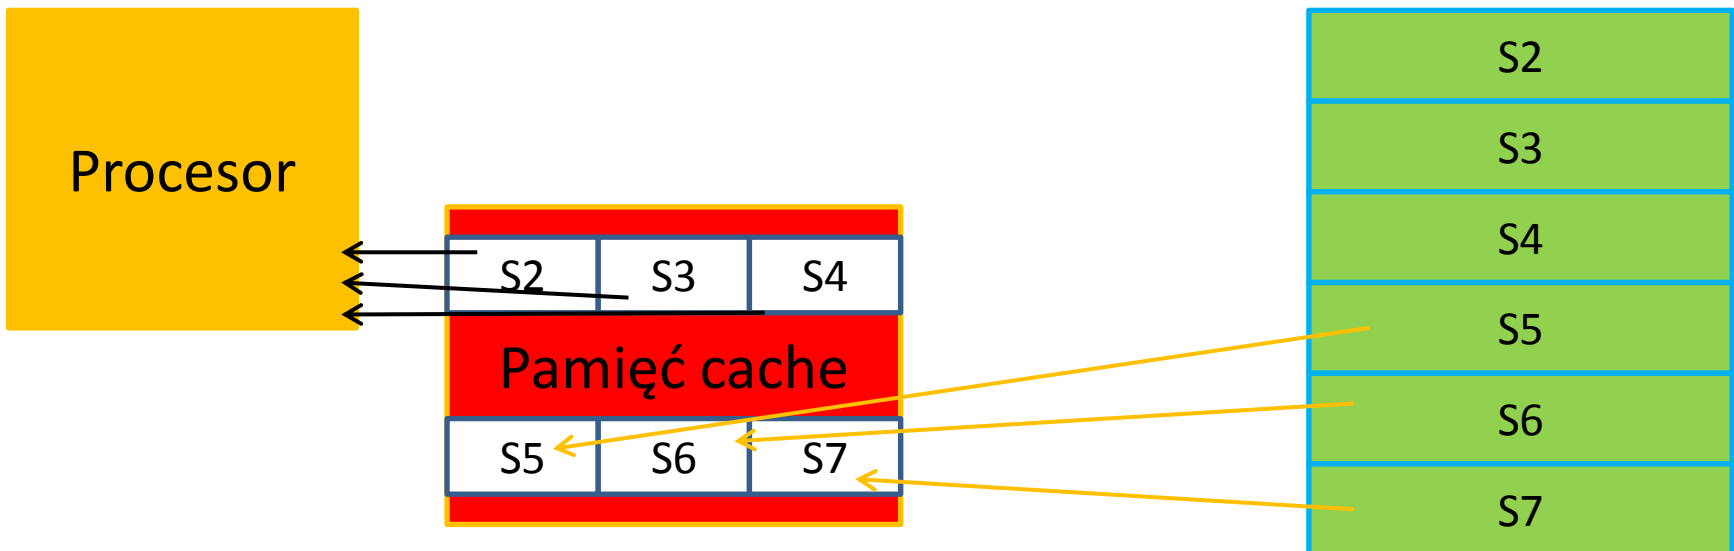 Procesor
S2 S3 S4
Pamięć cache
S5 S6 S7
S2
S3
S4
S5
S6
S7